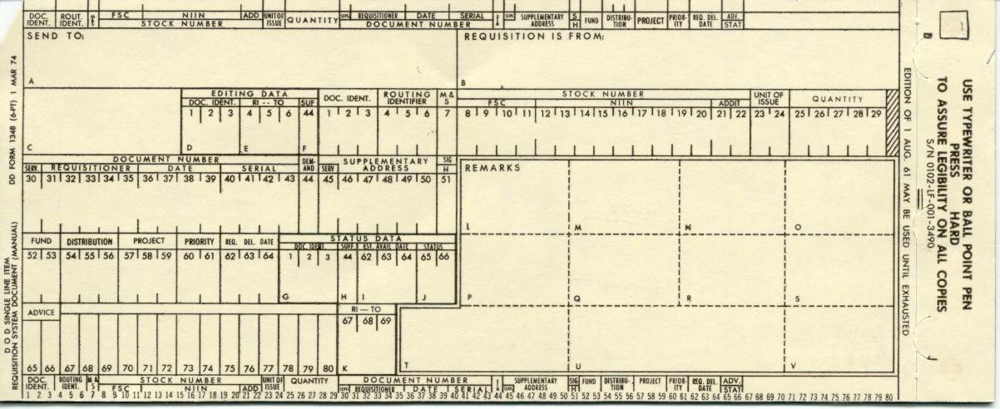 DOC. IDENT. ROUT. IDENT. M S FSC NIIN ADD UNIT OF ISSUE QUANTITY SERV. REQUISITIONER DATE SERIAL SERV. SUPPLEMENTARY ADDRESS S H FUND DISTRIBU- TION PROJECT PRIOR- ITY REQ. DEL. DATE ADV. STAT
STOCK NUMBER DOCUMENT NUMBER
SEND TO:
A
REQUISITION IS FROM:
B
C
EDITING DATA
DOC. IDENT. RI -- TO SUF
1 2 3 4 5 6 44
D E F
DOC. IDENT. ROUTING IDENTIFIER M & S
1 2 3 4 5 6 7
STOCK NUMBER UNIT OF ISSUE QUANTITY
FSC NIIN ADDIT
8 9 10 11 12 13 14 15 16 17 18 19 20 21 22 23 24 25 26 27 28 29
DOCUMENT NUMBER DEM- AND SUPPLEMENTARY ADDRESS SIG H
SERV. REQUISITIONER DATE SERIAL SERV
30 31 32 33 34 35 36 37 38 39 40 41 42 43 44 45 46 47 48 49 50 51
REMARKS
L M N O
FUND DISTRIBUTION PROJECT PRIORITY REQ. DEL. DATE
STATUS DATA
DOC. IDENT. SUFF. EST. AVAIL DATE STATUS
52 53 54 55 56 57 58 59 60 61 62 63 64 1 2 3 44 62 63 64 65 66
G H I J
P Q R S
ADVICE RI — TO
67 68 69
65 66 67 68 69 70 71 72 73 74 75 76 77 78 79 80 K
T U V
DOC. IDENT. ROUTING IDENT. M & S STOCK NUMBER UNIT OF ISSUE QUANTITY DOCUMENT NUMBER SERV. SUPPLEMENTARY ADDRESS SIG H FUND DISTRIBU- TION PROJECT PRIOR- ITY REQ. DEL. DATE ADV. STAT
FSC NIIN ADD SERV. REQUISITIONER DATE SERIAL
1 2 3 4 5 6 7 8 9 10 11 12 13 14 15 16 17 18 19 20 21 22 23 24 25 26 27 28 29 30 31 32 33 34 35 36 37 38 39 40 41 42 43 44 45 46 47 48 49 50 51 52 53 54 55 56 57 58 59 60 61 62 63 64 65 66 67 68 69 70 71 72 73 74 75 76 77 78 79 80
DOD SINGLE LINE ITEM
REQUISITION SYSTEM DOCUMENT (MANUAL) DD FORM 1348 (6-PT) 1 MAR 74
USE TYPEWRITER OR BALL POINT PEN
PRESS HARD
TO ASSURE LEGIBILITY ON ALL COPIES
S/N 0102-LF-001-3490
EDITION OF 1 AUG. 61 MAY BE USED UNTIL EXHAUSTED